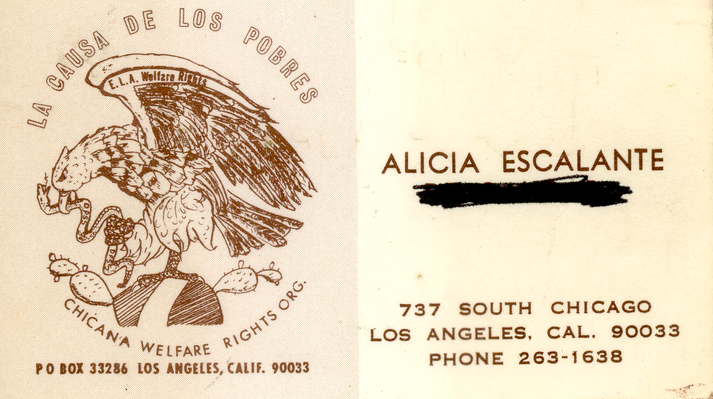 LA CAUSA DE LOS POBRES
E.L.A. Welfare Rights
CHICANA WELFARE RIGHTS ORG.
P O BOX 33286 LOS ANGELES, CALIF. 90033
ALICIA ESCALANTE
737 SOUTH CHICAGO
LOS ANGELES, CAL. 90033
PHONE 263-1638